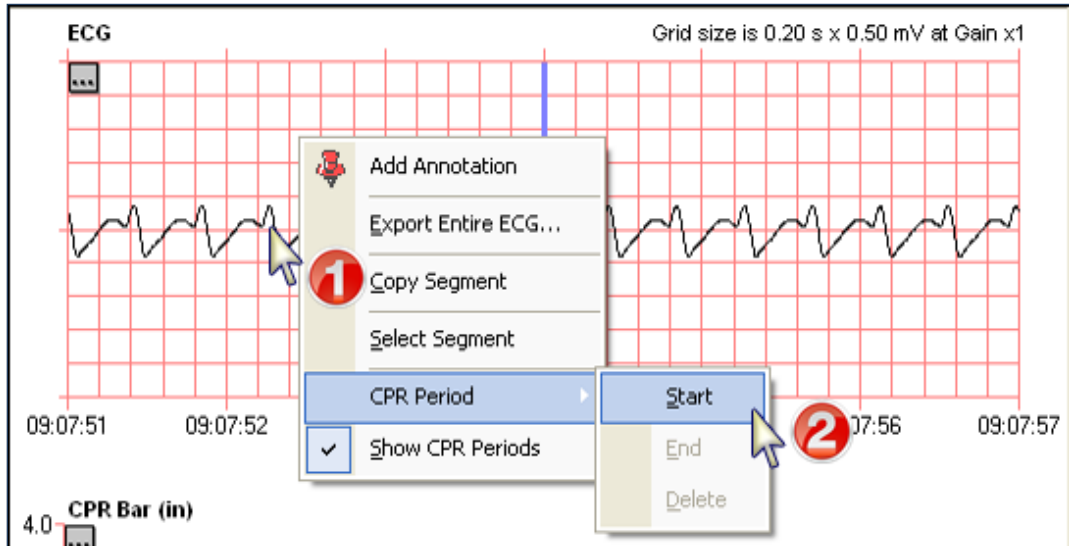 ECG
Grid size is 0.20 s x 0.50 mV at Gain x1
...
Add Annotation
Export Entire ECG...
1
Copy Segment
Select Segment
CPR Period
Start
09:07:51
09:07:52
2
07:56
09:07:57
Show CPR Periods
End
Delete
CPR Bar (in)
4.0
...